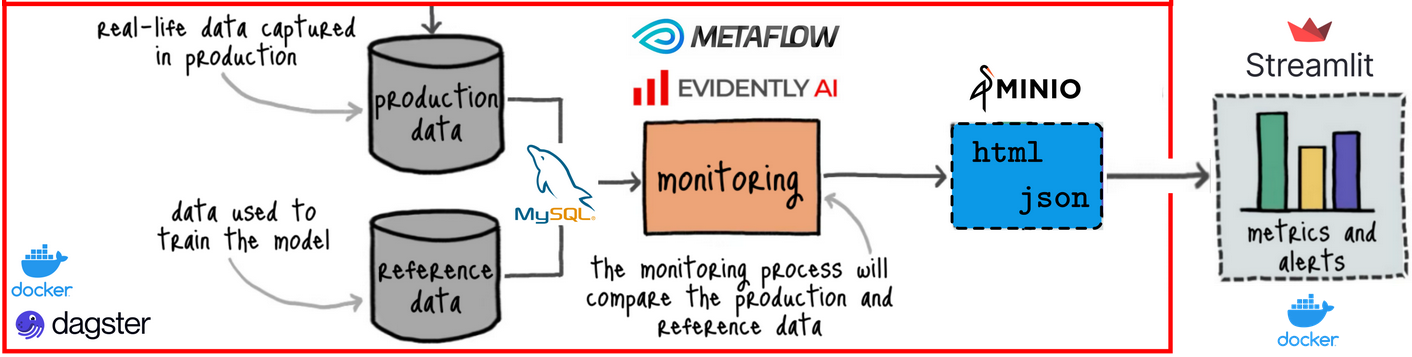 real-life data captured
in production
production
data
data used to
train the model
reference
data
docker
dagster
MySQL®
METAFLOW
EVIDENTLY AI
monitoring
the monitoring process will
compare the production and
reference data
MINIO
html
json
Streamlit
metrics and
alerts
docker